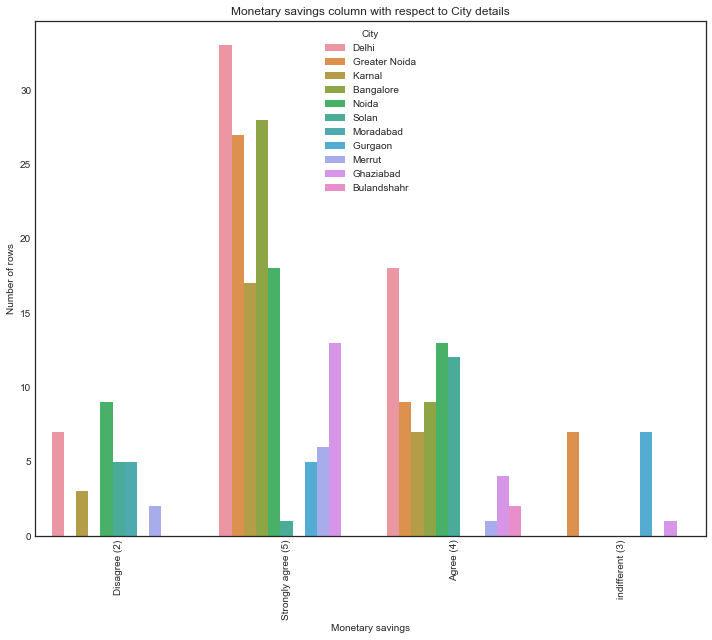 Monetary savings column with respect to City details
City
Delhi
Greater Noida
Karnal
Bangalore
Noida
Solan
Moradabad
Gurgaon
Merrut
Ghaziabad
Bulandshahr
Number of rows
30
25
20
15
10
5
0
Disagree (2)
Strongly agree (5)
Agree (4)
indifferent (3)
Monetary savings